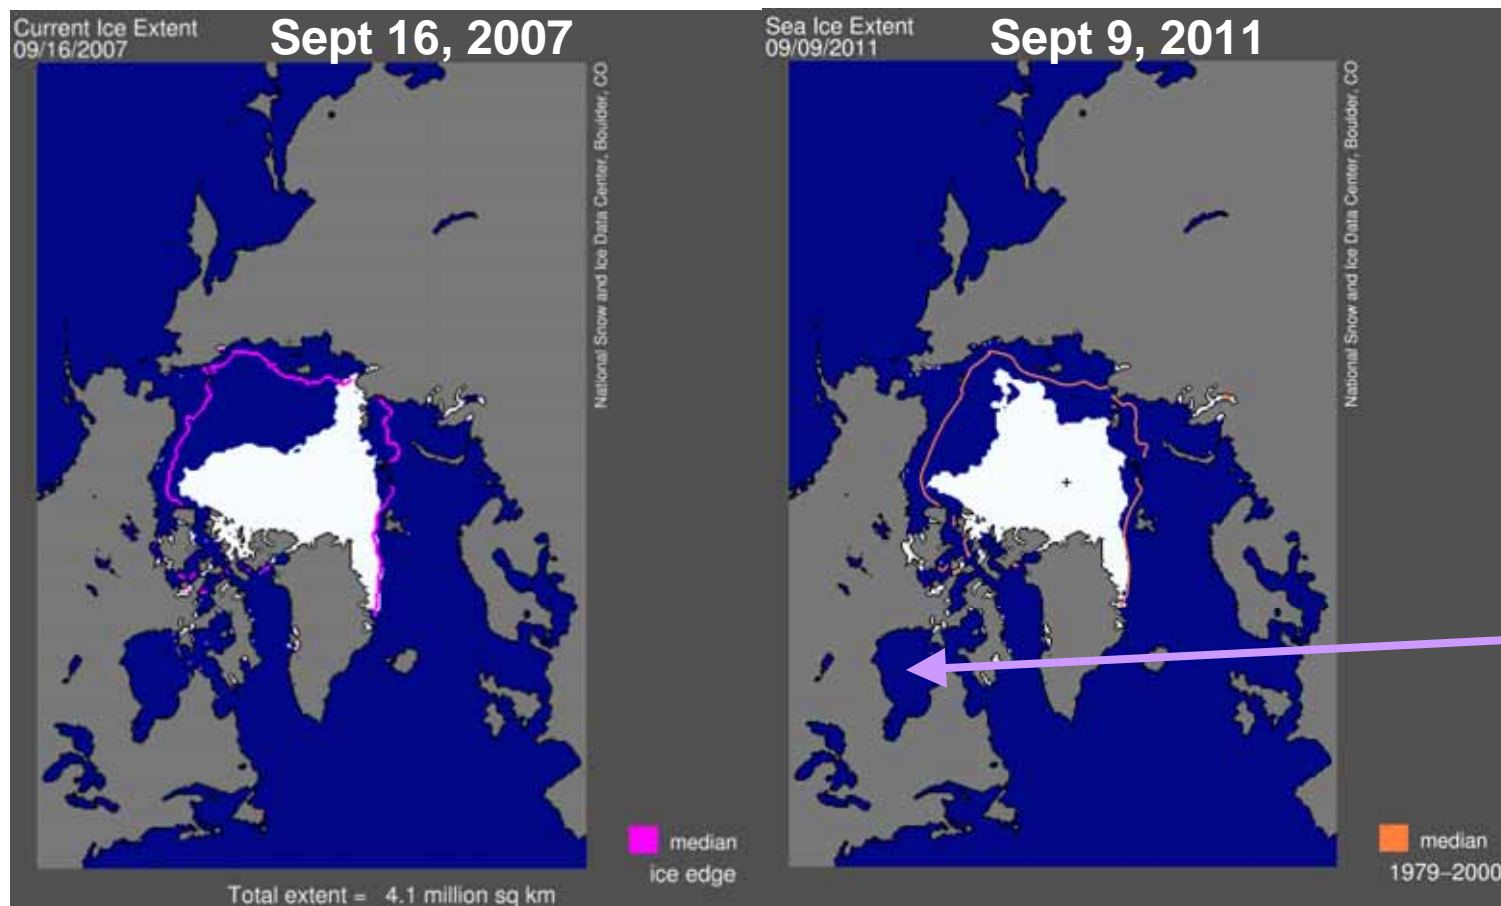 Current Ice Extent
09/16/2007
Sept 16, 2007
National Snow and Ice Data Center, Boulder, CO
median
ice edge
Total extent = 4.1 million sq km
Sea Ice Extent
09/09/2011
Sept 9, 2011
National Snow and Ice Data Center, Boulder, CO
median
1979–2000